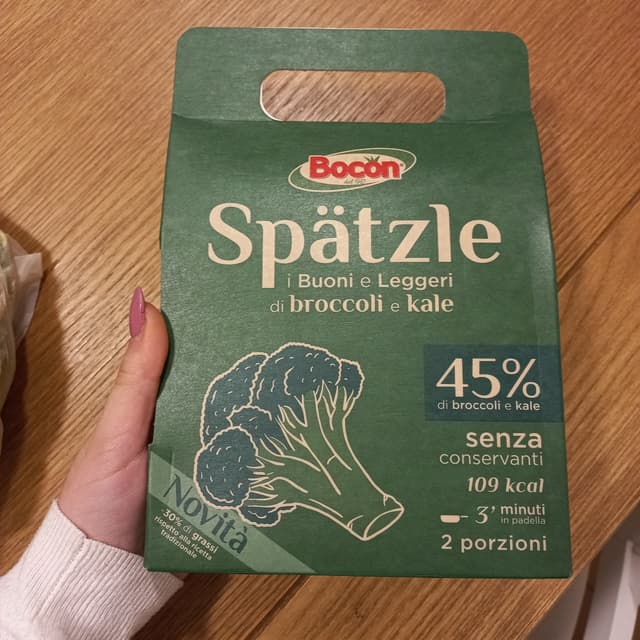 Bocon
Spätzle
i Buoni e Leggeri
di broccoli e kale
45%
di broccoli e kale
senza
conservanti
109 kcal
3' minuti
in padella
2 porzioni
Novità
30% di grassi
rispetto alla ricetta
tradizionale